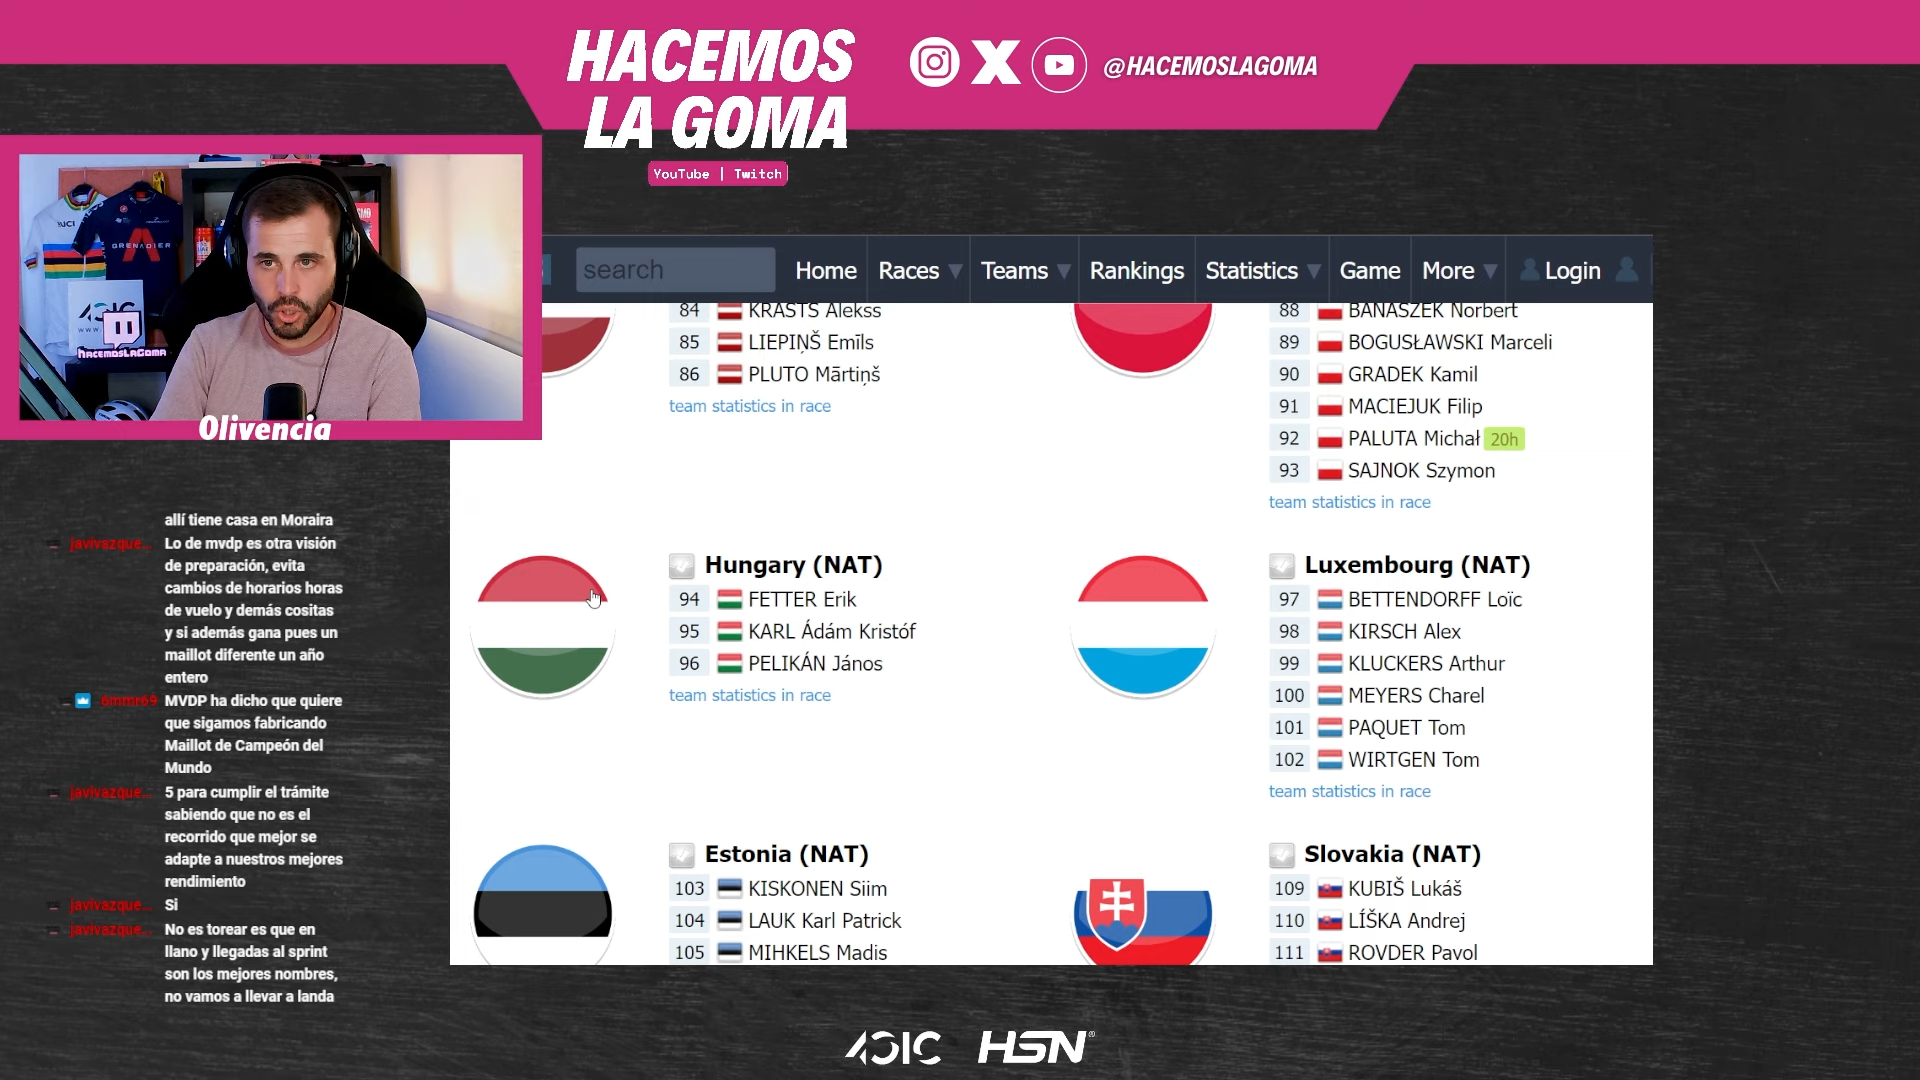 HACEMOS
LA GOMA
@HACEMOSLAGOMA
YouTube | Twitch
search
Home
Races
Teams
Rankings
Statistics
Game
More
Login
UCI
GRENADIER
HACEMOSLAGOMA
Olivencia
84 KRASTS Alekss
85 LIEPIŅŠ Emīls
86 PLUTO Mārtiņš
team statistics in race
88 BANASZEK Norbert
89 BOGUSŁAWSKI Marceli
90 GRADEK Kamil
91 MACIEJUK Filip
92 PALUTA Michał 20h
93 SAJNOK Szymon
team statistics in race
Hungary (NAT)
94 FETTER Erik
95 KARL Ádám Kristóf
96 PELIKÁN János
team statistics in race
Luxembourg (NAT)
97 BETTENDORFF Loïc
98 KIRSCH Alex
99 KLUCKERS Arthur
100 MEYERS Charel
101 PAQUET Tom
102 WIRTGEN Tom
team statistics in race
Estonia (NAT)
103 KISKONEN Siim
104 LAUK Karl Patrick
105 MIHKELS Madis
Slovakia (NAT)
109 KUBIŠ Lukáš
110 LÍŠKA Andrej
111 ROVDER Pavol
allí tiene casa en Moraira
javivazque... Lo de mvdp es otra visión
de preparación, evita
cambios de horarios horas
de vuelo y demás cositas
y si además gana pues un
maillot diferente un año
entero
6mmr69 MVDP ha dicho que quiere
que sigamos fabricando
Maillot de Campeón del
Mundo
javivazque... 5 para cumplir el trámite
sabiendo que no es el
recorrido que mejor se
adapte a nuestros mejores
rendimiento
javivazque... Si
javivazque... No es torear es que en
llano y llegadas al sprint
son los mejores nombres,
no vamos a llevar a landa
HSN